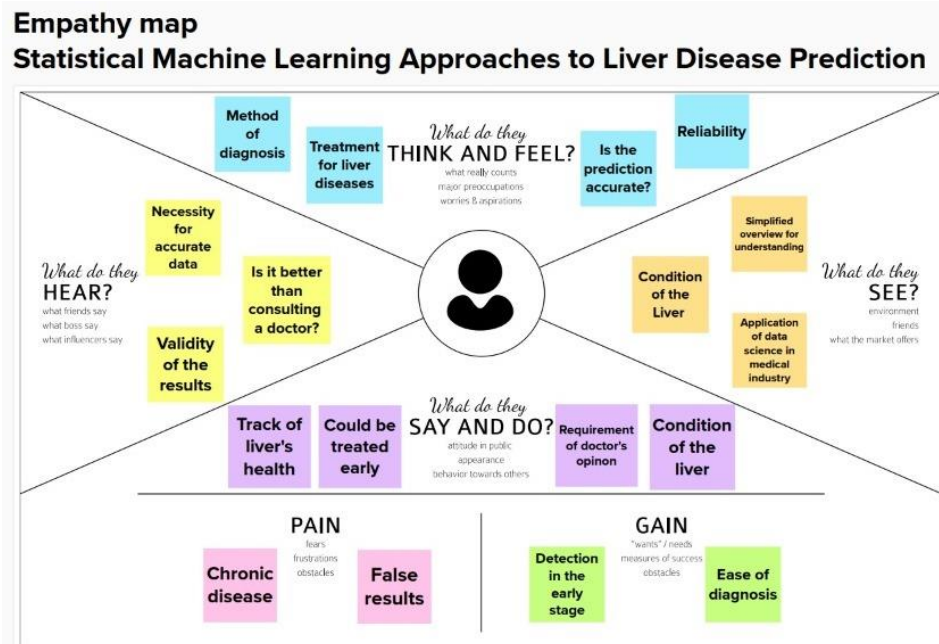 Empathy map
Statistical Machine Learning Approaches to Liver Disease Prediction
Method
of
diagnosis
Treatment
for liver
diseases
What do they
THINK AND FEEL?
what really counts
major preoccupations
worries & aspirations
Is the
prediction
accurate?
Reliability
Necessity
for
accurate
data
What do they
HEAR?
what friends say
what boss say
what influencers say
Is it better
than
consulting
a doctor?
Validity
of the
results
Simplified
overview for
understanding
Condition
of the
Liver
What do they
SEE?
environment
friends
what the market offers
Application
of data
science in
medical
industry
Track of
liver's
health
Could be
treated
early
What do they
SAY AND DO?
attitude in public
appearance
behavior towards others
Requirement
of doctor's
opinon
Condition
of the
liver
PAIN
fears
frustrations
obstacles
Chronic
disease
False
results
GAIN
"wants" / needs
measures of success
obstacles
Detection
in the
early
stage
Ease of
diagnosis